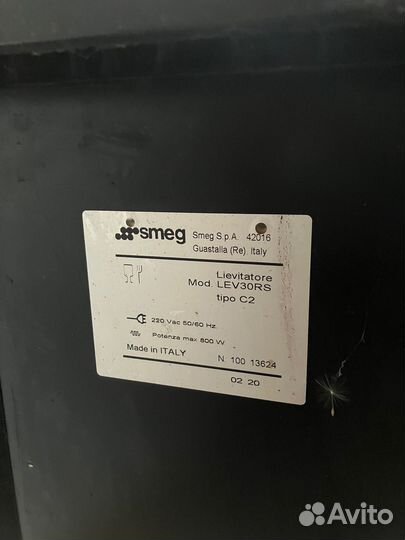 smeg
Smeg S.p.A. 42016
Guastalla (Re) Italy
Lievitatore
Mod. LEV30RS
tipo C2
220 Vac 50/60 Hz.
Potenza max 800 W
Made in ITALY
N. 100 13624
02 20
Avito